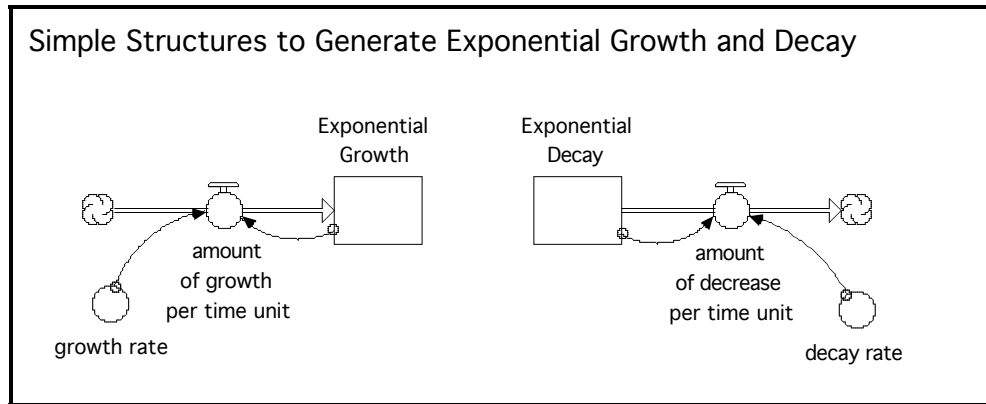 Simple Structures to Generate Exponential Growth and Decay
Exponential
Growth
amount
of growth
per time unit
growth rate
Exponential
Decay
amount
of decrease
per time unit
decay rate